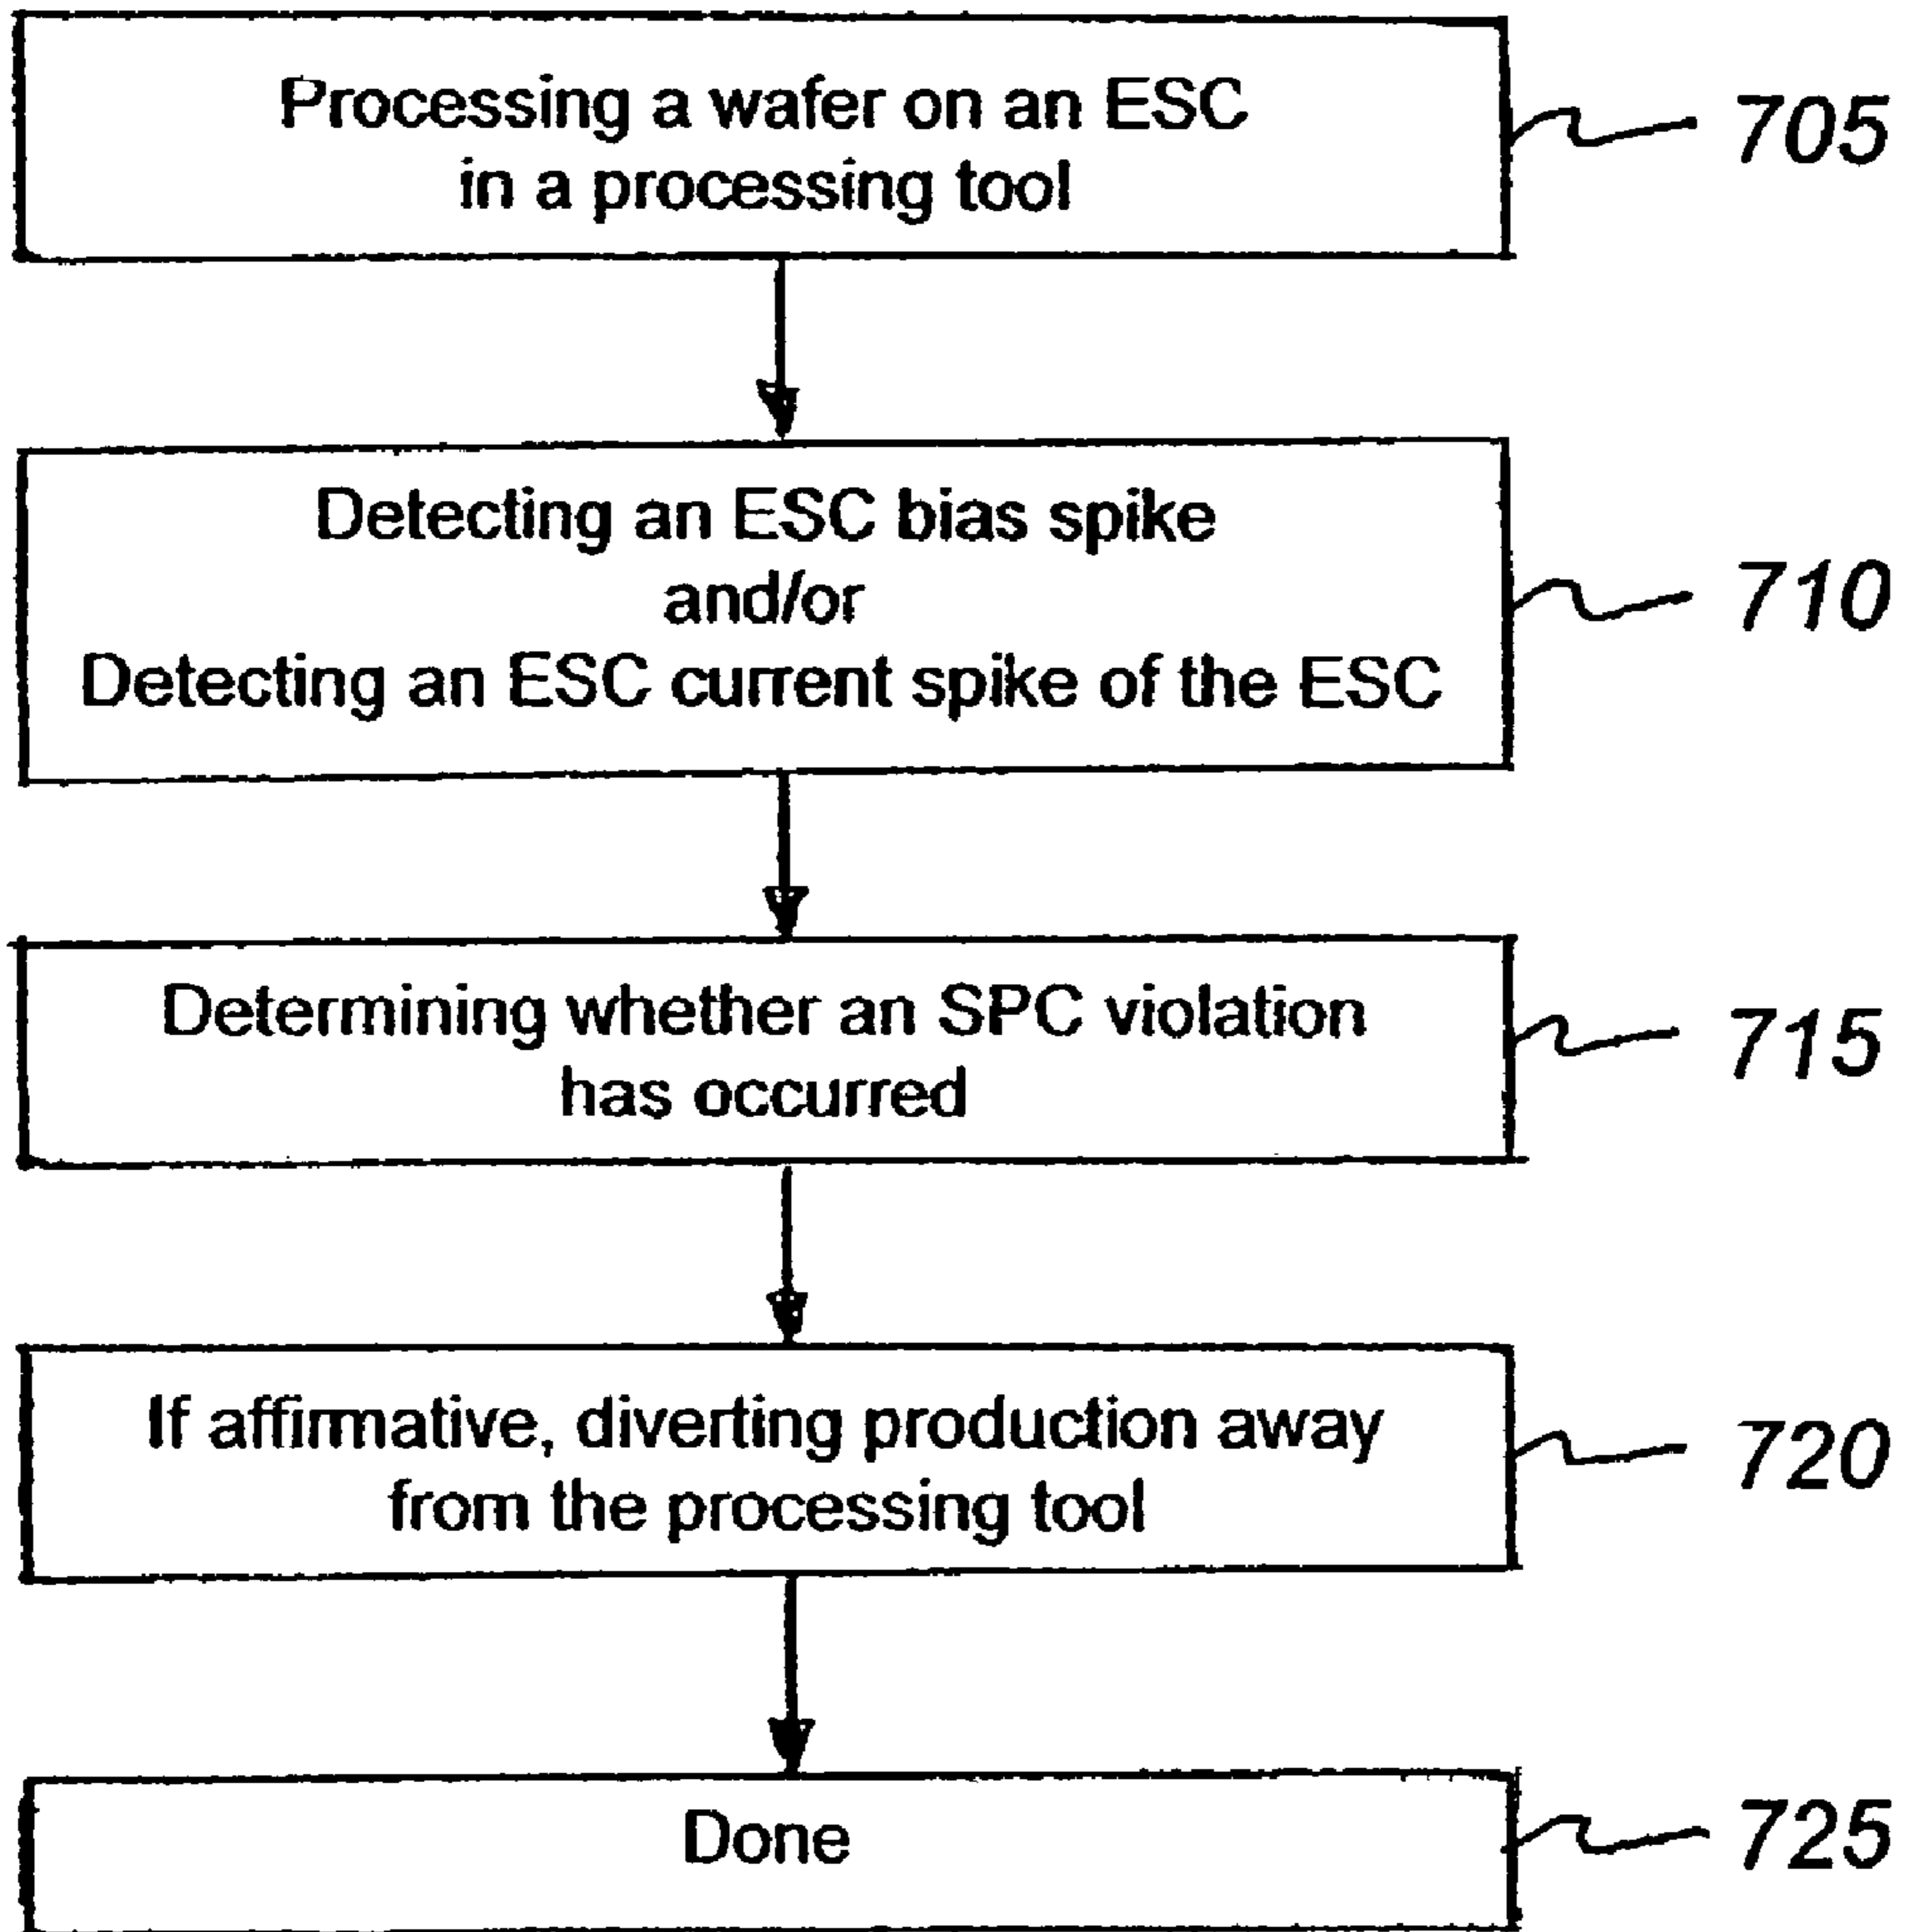 Processing a wafer on an ESC
in a processing tool
705
Detecting an ESC bias spike
and/or
Detecting an ESC current spike of the ESC
710
Determining whether an SPC violation
has occurred
715
If affirmative, diverting production away
from the processing tool
720
Done
725